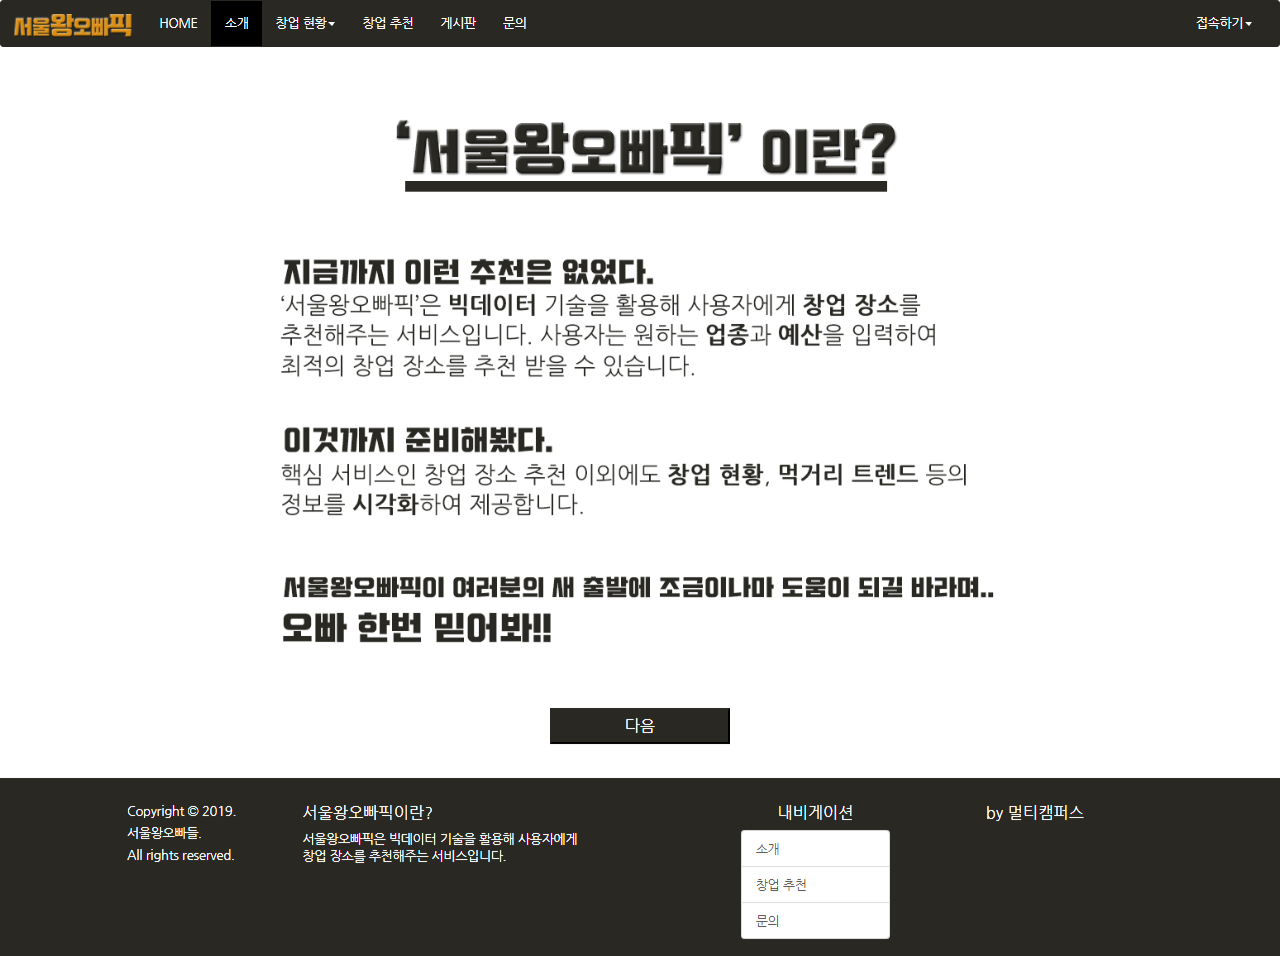 서울왕오빠픽 HOME 소개 창업 현황 창업 추천 게시판 문의 접속하기
‘서울왕오빠픽’ 이란?
지금까지 이런 추천은 없었다.
‘서울왕오빠픽’은 빅데이터 기술을 활용해 사용자에게 창업 장소를
추천해주는 서비스입니다. 사용자는 원하는 업종과 예산을 입력하여
최적의 창업 장소를 추천 받을 수 있습니다.
이것까지 준비해봤다.
핵심 서비스인 창업 장소 추천 이외에도 창업 현황, 먹거리 트렌드 등의
정보를 시각화하여 제공합니다.
서울왕오빠픽이 여러분의 새 출발에 조금이나마 도움이 되길 바라며..
오빠 한번 믿어봐!!
다음
Copyright © 2019.
서울왕오빠들.
All rights reserved.
서울왕오빠픽이란?
서울왕오빠픽은 빅데이터 기술을 활용해 사용자에게
창업 장소를 추천해주는 서비스입니다.
내비게이션
소개
창업 추천
문의
by 멀티캠퍼스